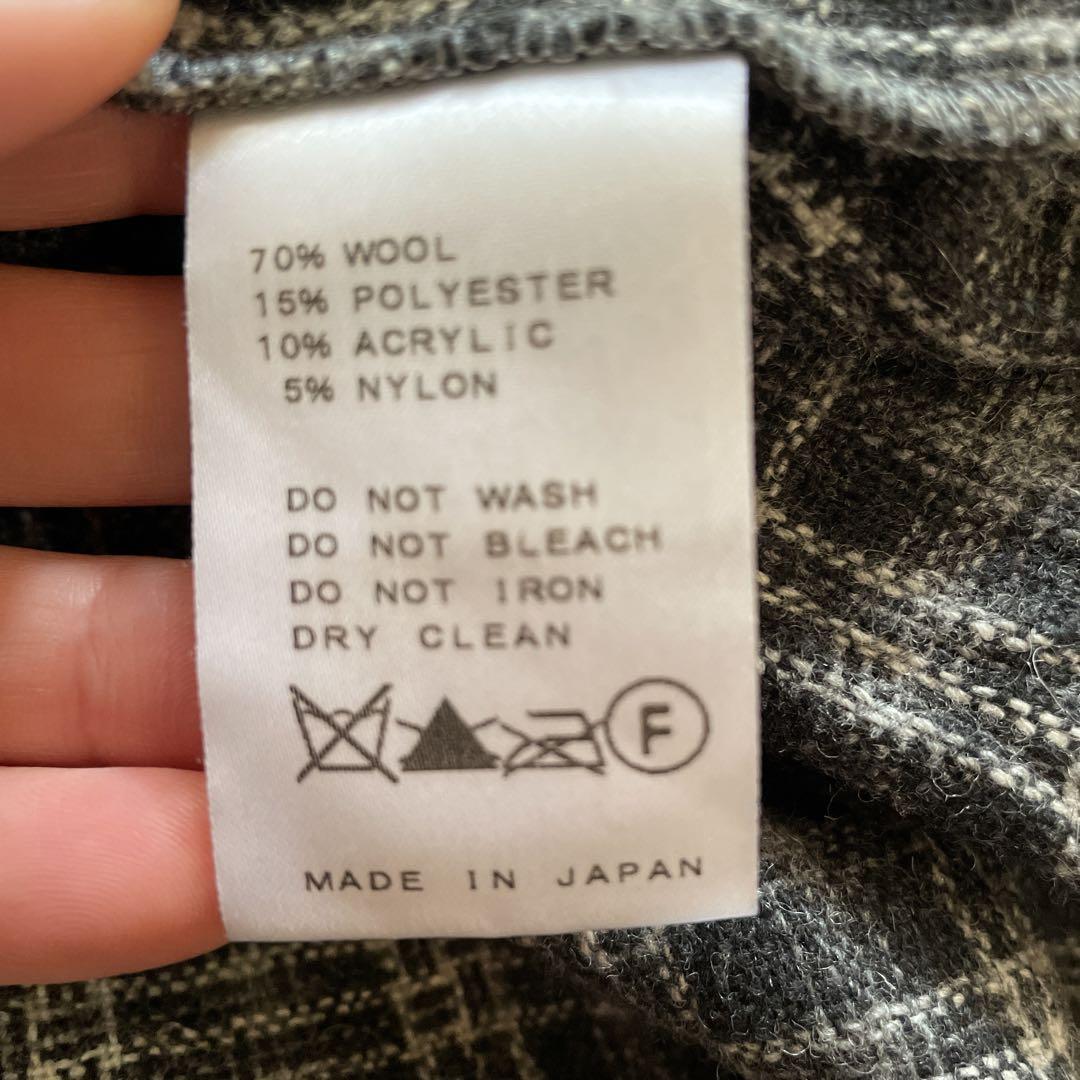 70% WOOL
15% POLYESTER
10% ACRYLIC
5% NYLON
DO NOT WASH
DO NOT BLEACH
DO NOT IRON
DRY CLEAN
F
MADE IN JAPAN